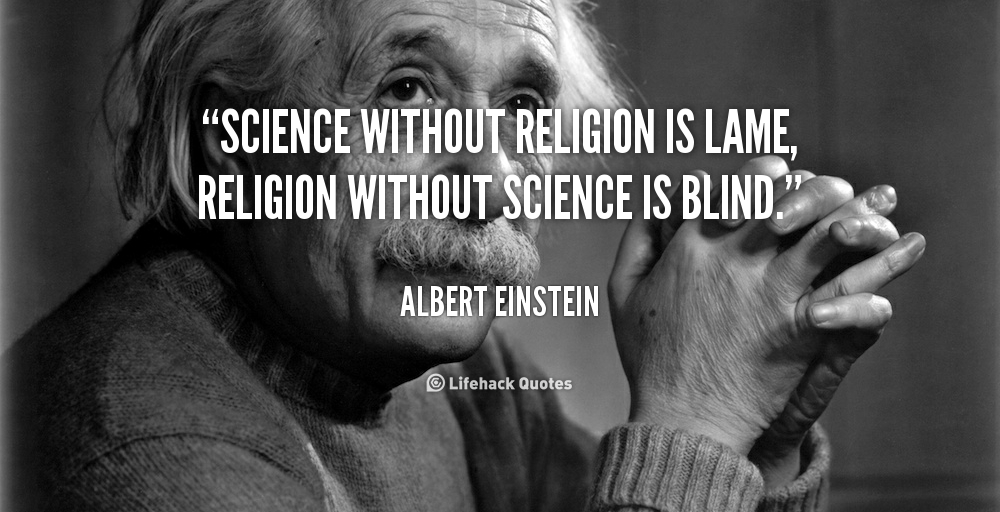 “SCIENCE WITHOUT RELIGION IS LAME,
RELIGION WITHOUT SCIENCE IS BLIND.”
ALBERT EINSTEIN
Lifehack Quotes